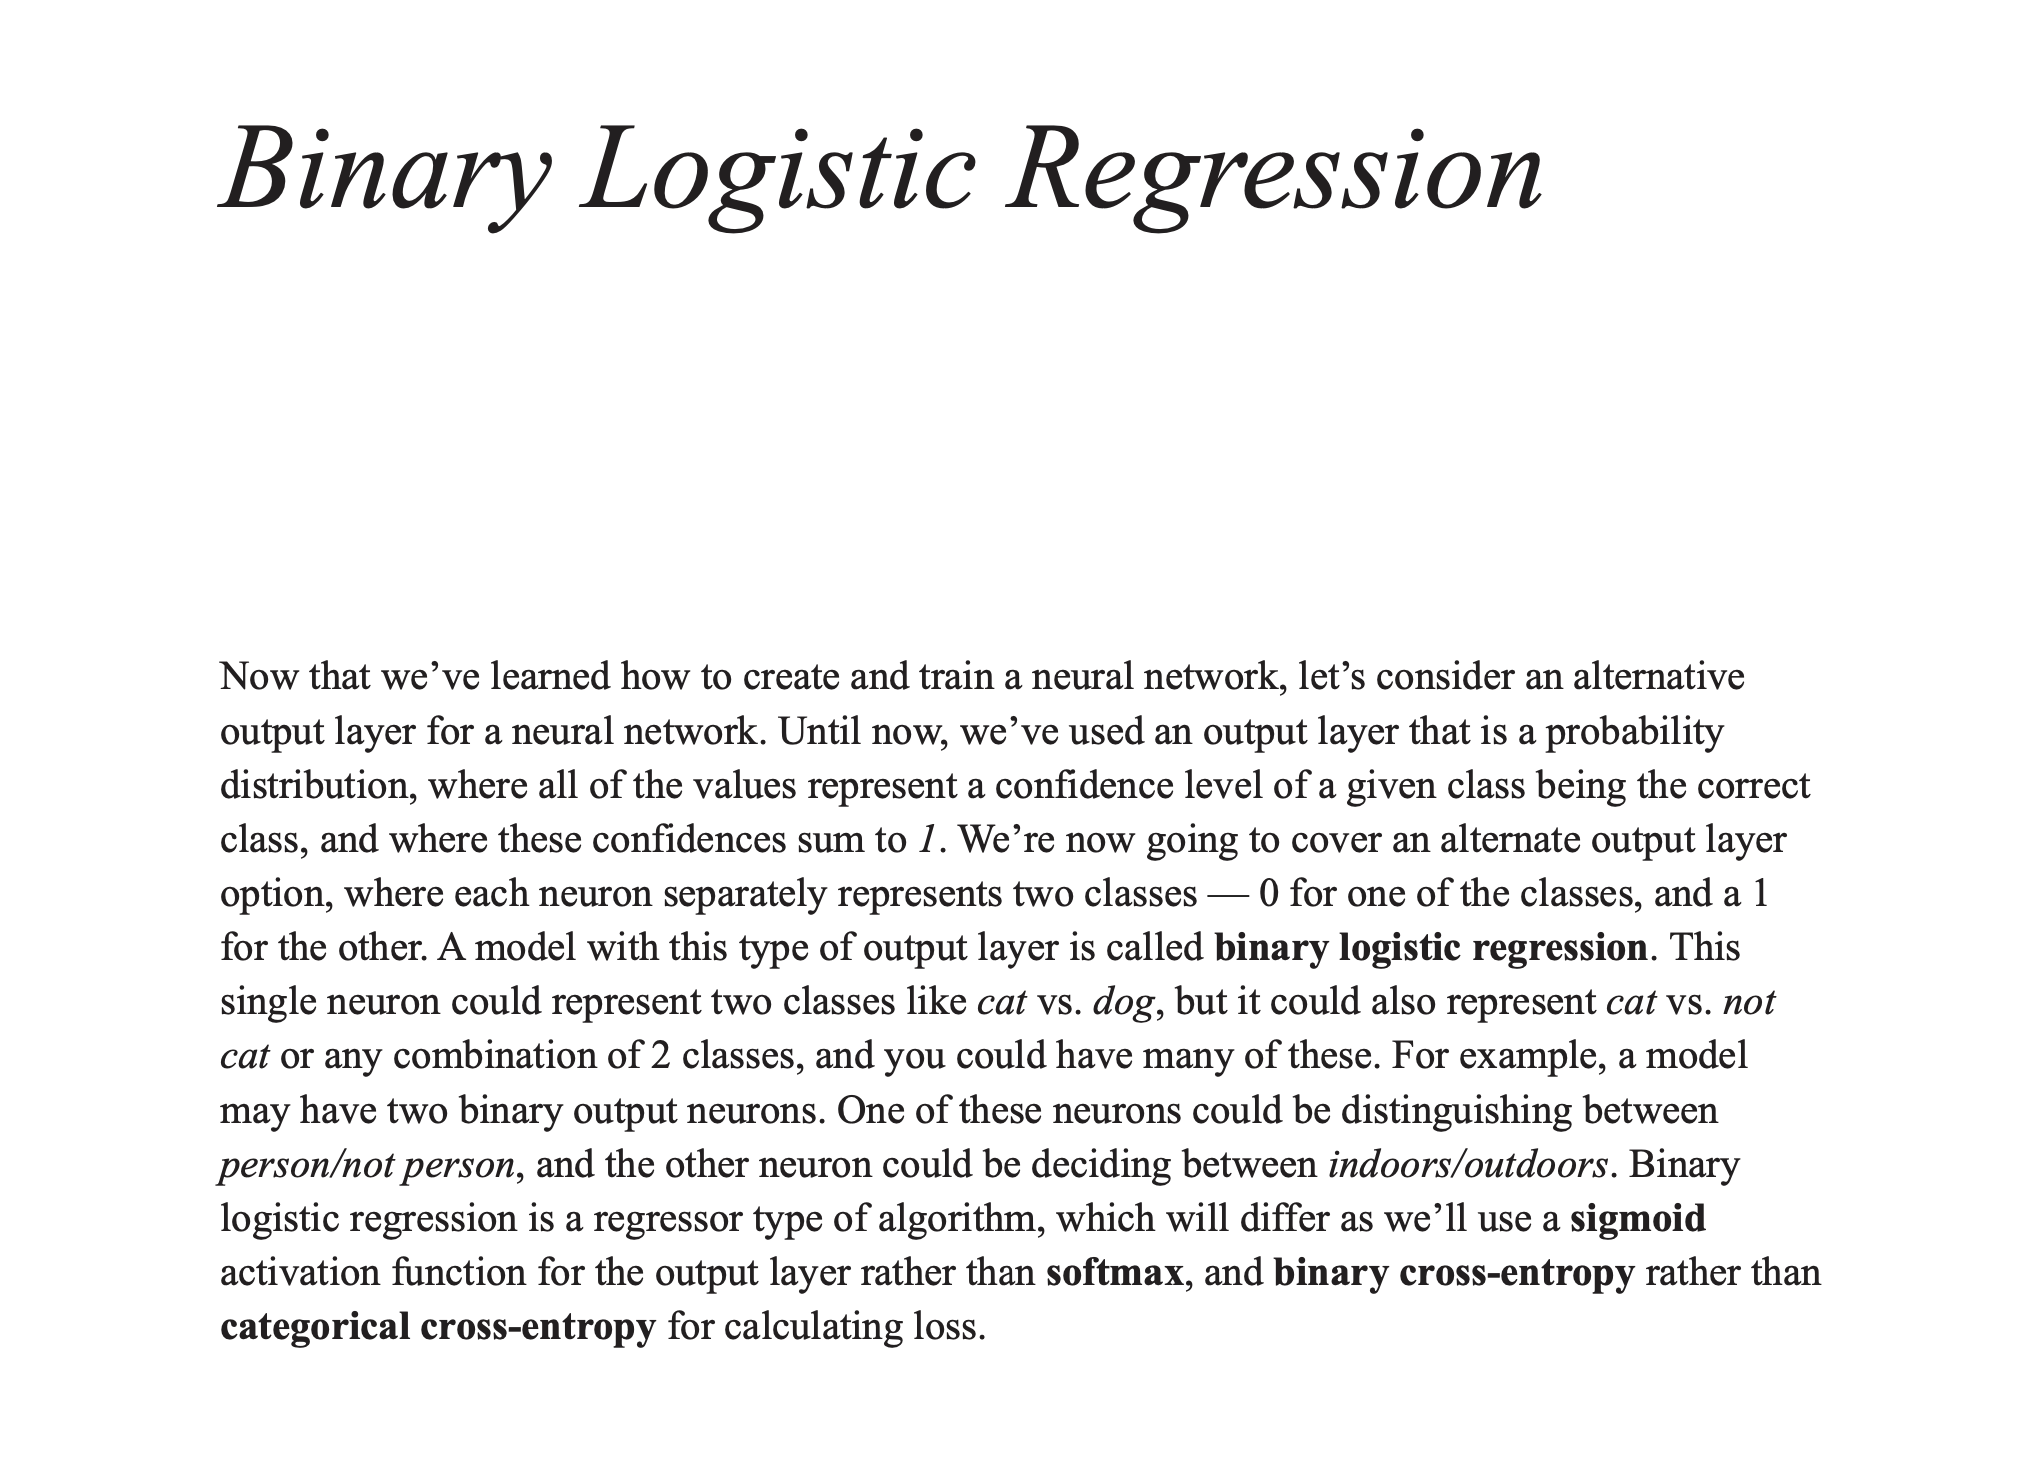 Binary Logistic Regression
Now that we’ve learned how to create and train a neural network, let’s consider an alternative
output layer for a neural network. Until now, we’ve used an output layer that is a probability
distribution, where all of the values represent a confidence level of a given class being the correct
class, and where these confidences sum to 1. We’re now going to cover an alternate output layer
option, where each neuron separately represents two classes — 0 for one of the classes, and a 1
for the other. A model with this type of output layer is called binary logistic regression. This
single neuron could represent two classes like cat vs. dog, but it could also represent cat vs. not
cat or any combination of 2 classes, and you could have many of these. For example, a model
may have two binary output neurons. One of these neurons could be distinguishing between
person/not person, and the other neuron could be deciding between indoors/outdoors. Binary
logistic regression is a regressor type of algorithm, which will differ as we’ll use a sigmoid
activation function for the output layer rather than softmax, and binary cross-entropy rather than
categorical cross-entropy for calculating loss.